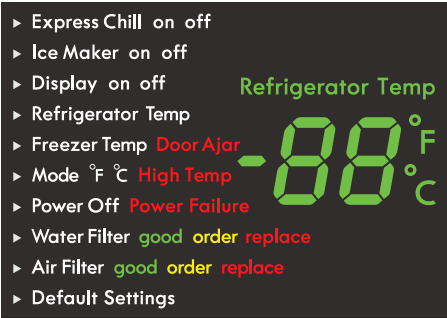 ▸ Express Chill on off
▸ Ice Maker on off
▸ Display on off
Refrigerator Temp
▸ Refrigerator Temp
▸ Freezer Temp Door Ajar
-88 °F °C
▸ Mode °F °C High Temp
▸ Power Off Power Failure
▸ Water Filter good order replace
▸ Air Filter good order replace
▸ Default Settings